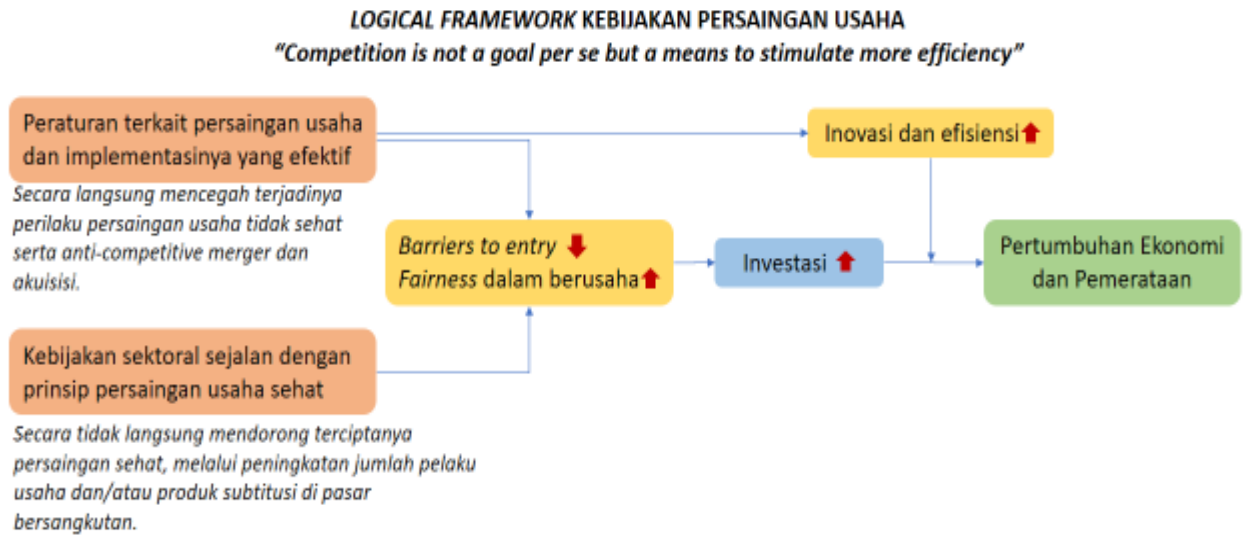 LOGICAL FRAMEWORK KEBIJAKAN PERSAINGAN USAHA
"Competition is not a goal per se but a means to stimulate more efficiency"
Peraturan terkait persaingan usaha
dan implementasinya yang efektif
Secara langsung mencegah terjadinya
perilaku persaingan usaha tidak sehat
serta anti-competitive merger dan
akuisisi.
Kebijakan sektoral sejalan dengan
prinsip persaingan usaha sehat
Secara tidak langsung mendorong terciptanya
persaingan sehat, melalui peningkatan jumlah pelaku
usaha dan/atau produk subtitusi di pasar
bersangkutan.
Barriers to entry
Fairness dalam berusaha
Inovasi dan efisiensi
Investasi
Pertumbuhan Ekonomi
dan Pemerataan